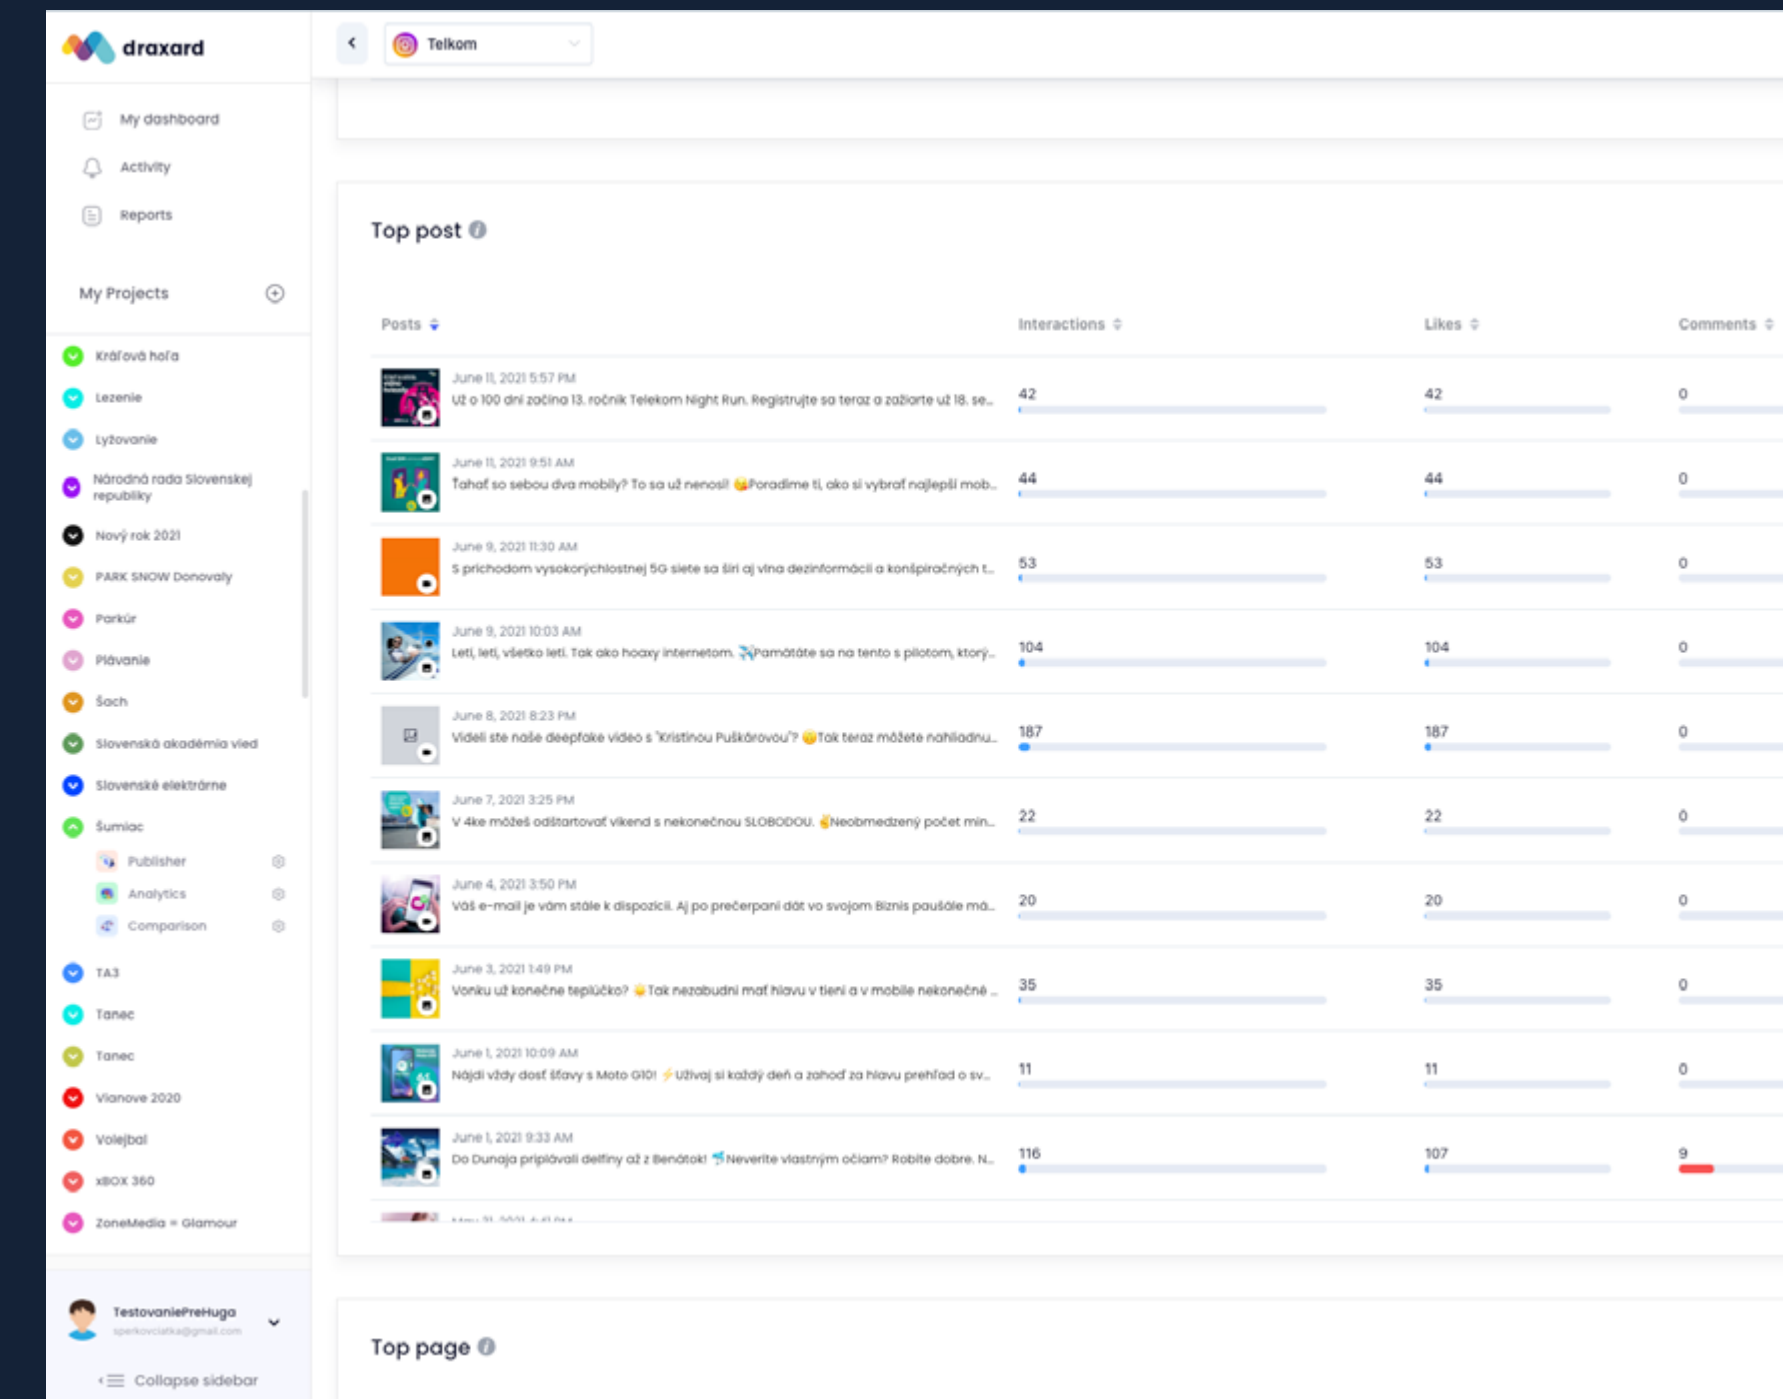 draxard
Telkom
My dashboard
Activity
Reports
My Projects
Kráľová hoľa
Lezenie
Lyžovanie
Národná rada Slovenskej
republiky
Nový rok 2021
PARK SNOW Donovaly
Parkúr
Plávanie
Šach
Slovenská akadémia vied
Slovenské elektrárne
Šumiac
Publisher
Analytics
Comparison
TA3
Tanec
Tanec
Vianove 2020
Volejbal
xBOX 360
ZoneMedia = Glamour
TestovaniePreHuga
sperkovciatka@gmail.com
Collapse sidebar
Top post
Posts Interactions Likes Comments
June 11, 2021 5:57 PM
Už o 100 dní začína 13. ročník Telekom Night Run. Registrujte sa teraz a zažiarte už 18. se...
42 42 0
June 11, 2021 9:51 AM
Ťahať so sebou dva mobily? To sa už nenosí! 😜Poradíme ti, ako si vybrať najlepší mob...
44 44 0
June 9, 2021 11:30 AM
S príchodom vysokorýchlostnej 5G siete sa šíri aj vlna dezinformácií a konšpiračných t...
53 53 0
June 9, 2021 10:03 AM
Letí, letí, všetko letí. Tak ako hoaxy internetom. ✈️Pamätáte sa na tento s pilotom, ktorý...
104 104 0
June 8, 2021 8:23 PM
Videli ste naše deepfake video s "Kristínou Puškárovou"? Tak teraz môžete nahliadnu...
187 187 0
June 7, 2021 3:25 PM
V 4ke môžeš odštartovať víkend s nekonečnou SLOBODOU. ✌️Neobmedzený počet min...
22 22 0
June 4, 2021 3:50 PM
Váš e-mail je vám stále k dispozícii. Aj po prečerpaní dát vo svojom Biznis paušále má...
20 20 0
June 3, 2021 1:49 PM
Vonku už konečne teplúčko? ☀️Tak nezabudni mať hlavu v tieni a v mobile nekonečné ...
35 35 0
June 1, 2021 10:09 AM
Nájdi vždy dosť šťavy s Moto G10! ⚡Užívaj si každý deň a zahoď za hlavu prehľad o sv...
11 11 0
June 1, 2021 9:33 AM
Do Dunaja priplávali delfíny až z Benátok! 🐬Neveríte vlastným očiam? Robíte dobre. N...
116 107 9
Top page